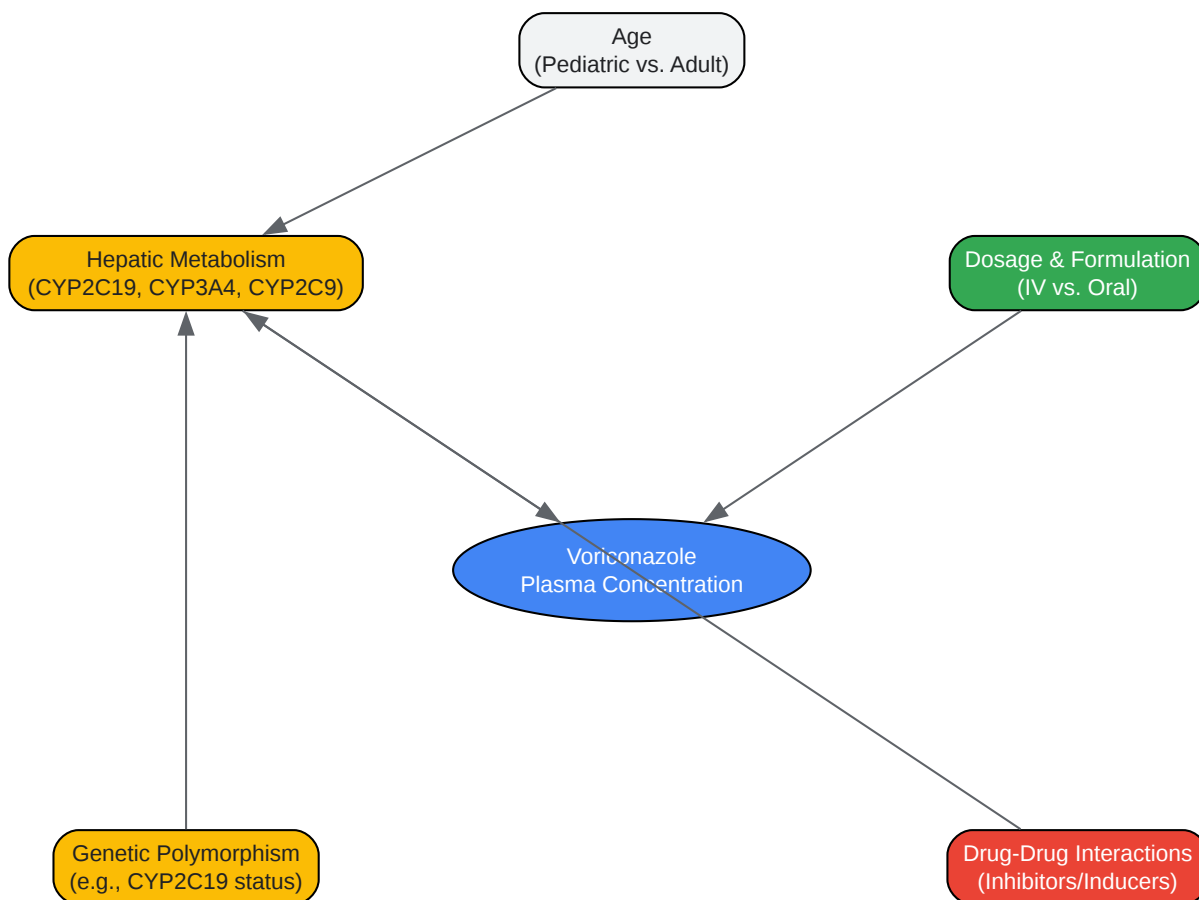 Age
(Pediatric vs. Adult)
Hepatic Metabolism
(CYP2C19, CYP3A4, CYP2C9)
Dosage & Formulation
(IV vs. Oral)
Voriconazole
Plasma Concentration
Genetic Polymorphism
(e.g., CYP2C19 status)
Drug-Drug Interactions
(Inhibitors/Inducers)